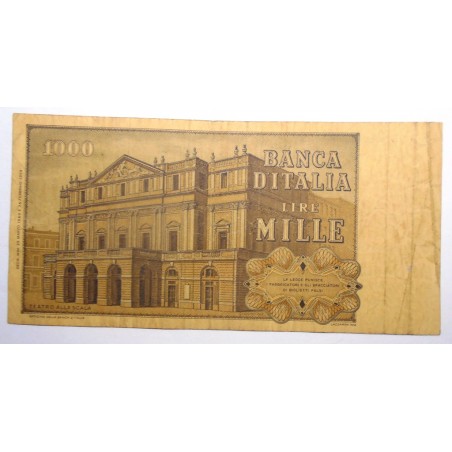 1000
BANCA
D'ITALIA
LIRE
MILLE
LA LEGGE PUNISCE
I FABBRICATORI E GLI SPACCIATORI
DI BIGLIETTI FALSI
TEATRO ALLA SCALA